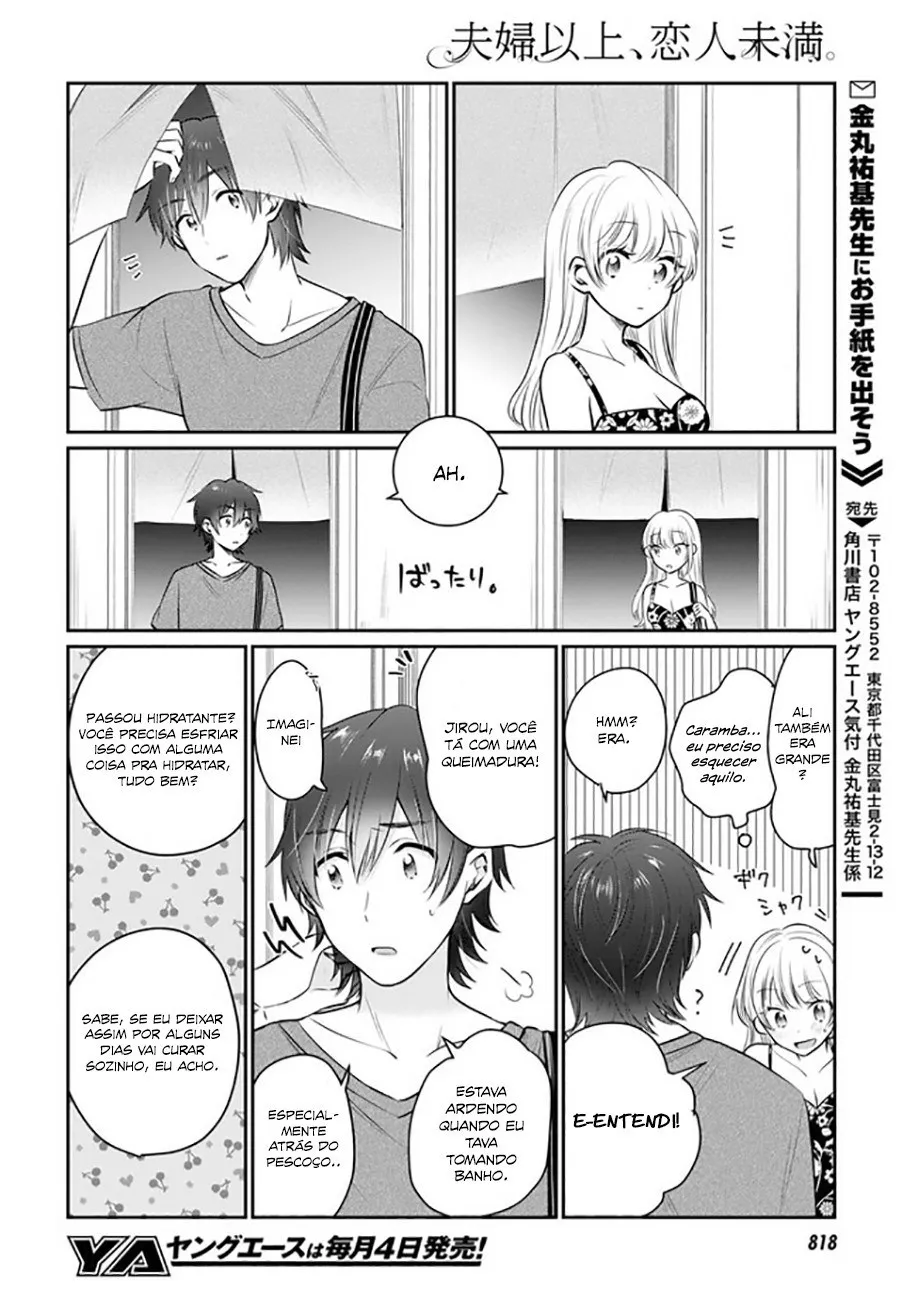 夫婦以上、恋人未満。
金丸祐基先生にお手紙を出そう
宛先
〒102-8552 東京都千代田区富士見2-13-12
角川書店 ヤングエース気付 金丸祐基先生係
AH.
ばったり。
ALI
TAMBÉM
ERA
GRANDE?
Caramba...
eu preciso
esquecer
aquilo.
HMM?
ERA.
ギク
シャク
?
E-ENTENDI!
JIROU, VOCÊ
TÁ COM UMA
QUEIMADURA!
IMAGI-
NEI
ESTAVA
ARDENDO
QUANDO EU
TAVA
TOMANDO
BANHO.
ESPECIAL-
MENTE
ATRÁS DO
PESCOÇO..
PASSOU HIDRATANTE?
VOCÊ PRECISA ESFRIAR
ISSO COM ALGUMA
COISA PRA HIDRATAR,
TUDO BEM?
SABE, SE EU DEIXAR
ASSIM POR ALGUNS
DIAS VAI CURAR
SOZINHO, EU ACHO.
YA ヤングエースは毎月4日発売!
818